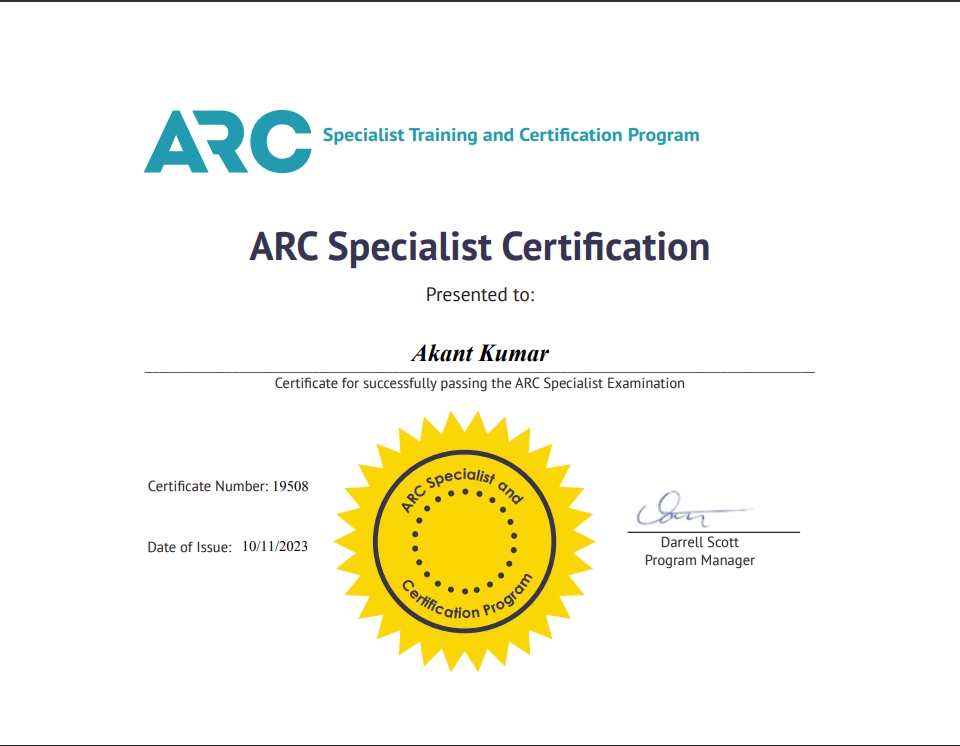 ARC Specialist Training and Certification Program
ARC Specialist Certification
Presented to:
Akant Kumar
Certificate for successfully passing the ARC Specialist Examination
Certificate Number: 19508
Date of Issue: 10/11/2023
ARC Specialist and
Certification Program
Darrell Scott
Program Manager